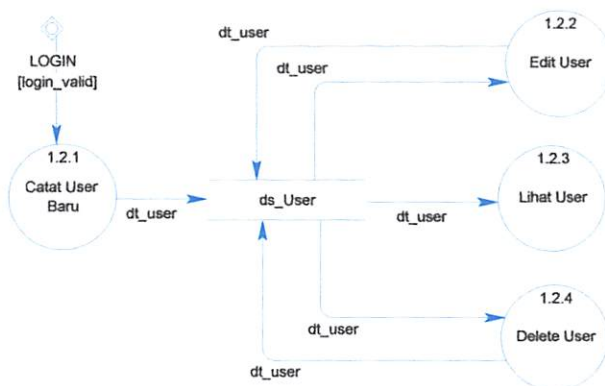 LOGIN
[login_valid]
1.2.1
Catat User
Baru
dt_user
ds_User
dt_user
dt_user
1.2.2
Edit User
dt_user
1.2.3
Lihat User
dt_user
dt_user
1.2.4
Delete User